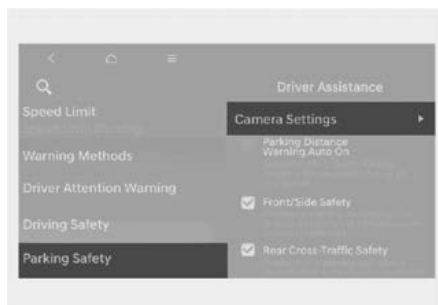 Driver Assistance
Speed Limit
Warning Methods
Driver Attention Warning
Driving Safety
Parking Safety
Camera Settings
Parking Distance
Warning Auto On
Front/Side Safety
Rear Cross-Traffic Safety